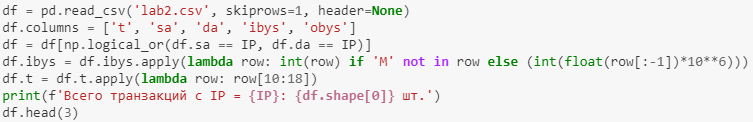 df = pd.read_csv('lab2.csv', skiprows=1, header=None)
df.columns = ['t', 'sa', 'da', 'ibys', 'obys']
df = df[np.logical_or(df.sa == IP, df.da == IP)]
df.ibys = df.ibys.apply(lambda row: int(row) if 'M' not in row else (int(float(row[:-1])*10**6)))
df.t = df.t.apply(lambda row: row[10:18])
print(f'Всего транзакций с IP = {IP}: {df.shape[0]} шт.')
df.head(3)